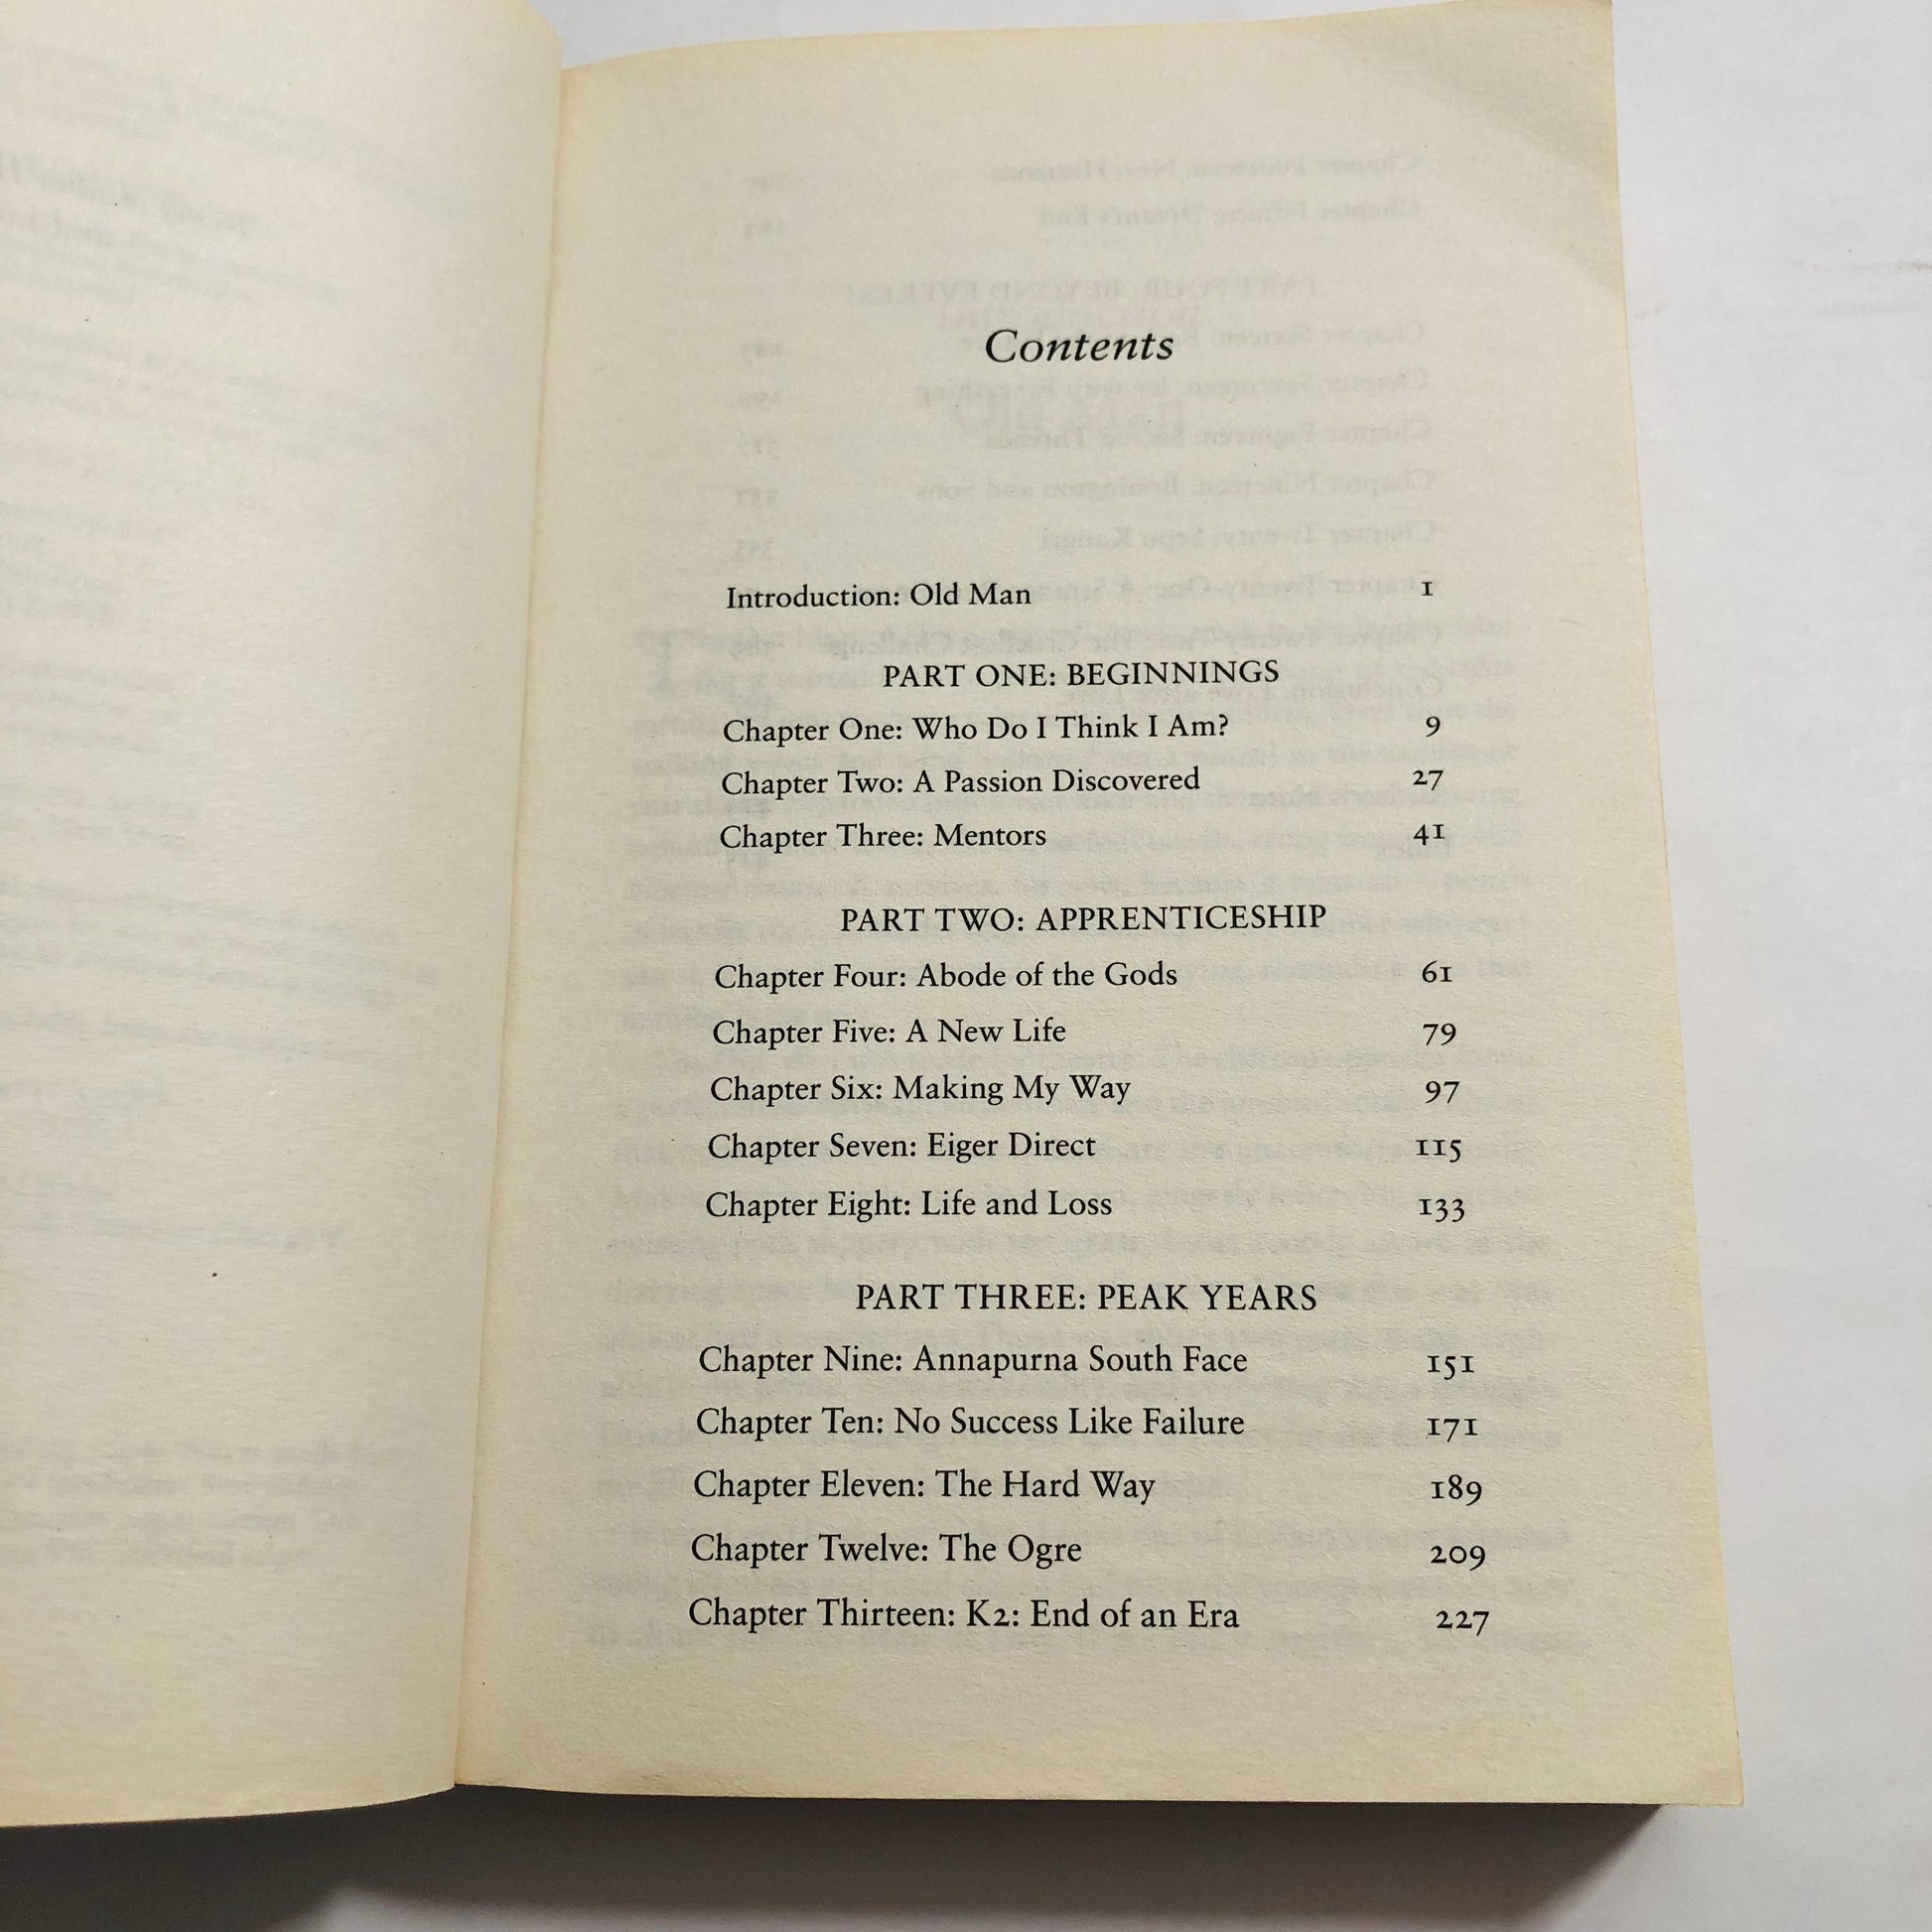 Contents
Introduction: Old Man 1
PART ONE: BEGINNINGS
Chapter One: Who Do I Think I Am? 9
Chapter Two: A Passion Discovered 27
Chapter Three: Mentors 41
PART TWO: APPRENTICESHIP
Chapter Four: Abode of the Gods 61
Chapter Five: A New Life 79
Chapter Six: Making My Way 97
Chapter Seven: Eiger Direct 115
Chapter Eight: Life and Loss 133
PART THREE: PEAK YEARS
Chapter Nine: Annapurna South Face 151
Chapter Ten: No Success Like Failure 171
Chapter Eleven: The Hard Way 189
Chapter Twelve: The Ogre 209
Chapter Thirteen: K2: End of an Era 227